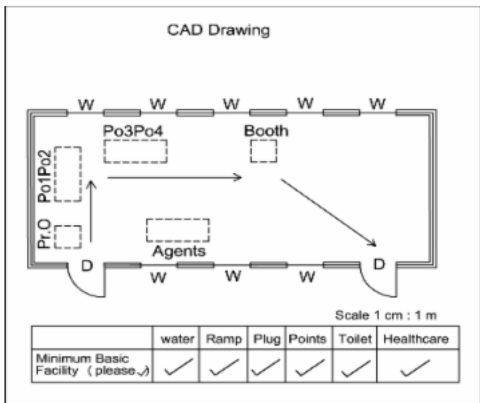 CAD Drawing
W W W W W
Po3Po4 Booth
Po1Po2
Pr.O
Agents
D D
W W W
Scale 1 cm : 1 m
water Ramp Plug Points Toilet Healthcare
Minimum Basic
Facility ( please ✓) ✓ ✓ ✓ ✓ ✓ ✓